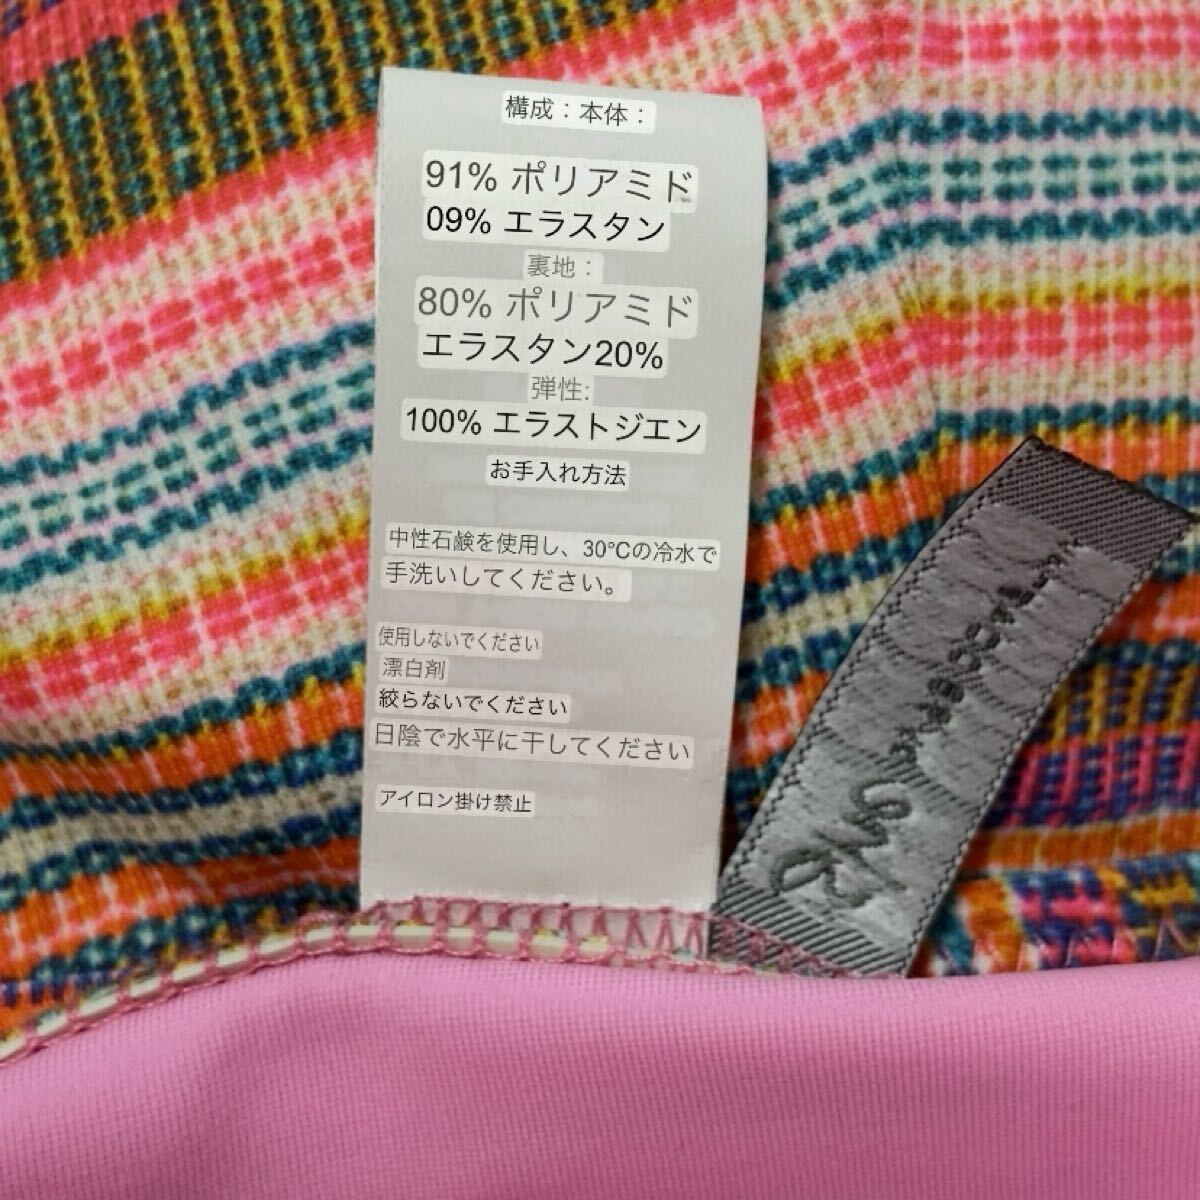 構成：本体：
91% ポリアミド
09% エラスタン
裏地：
80% ポリアミド
エラスタン20%
弾性:
100% エラストジエン
お手入れ方法
中性石鹸を使用し、30℃の冷水で
手洗いしてください。
使用しないでください
漂白剤
絞らないでください
日陰で水平に干してください
アイロン掛け禁止